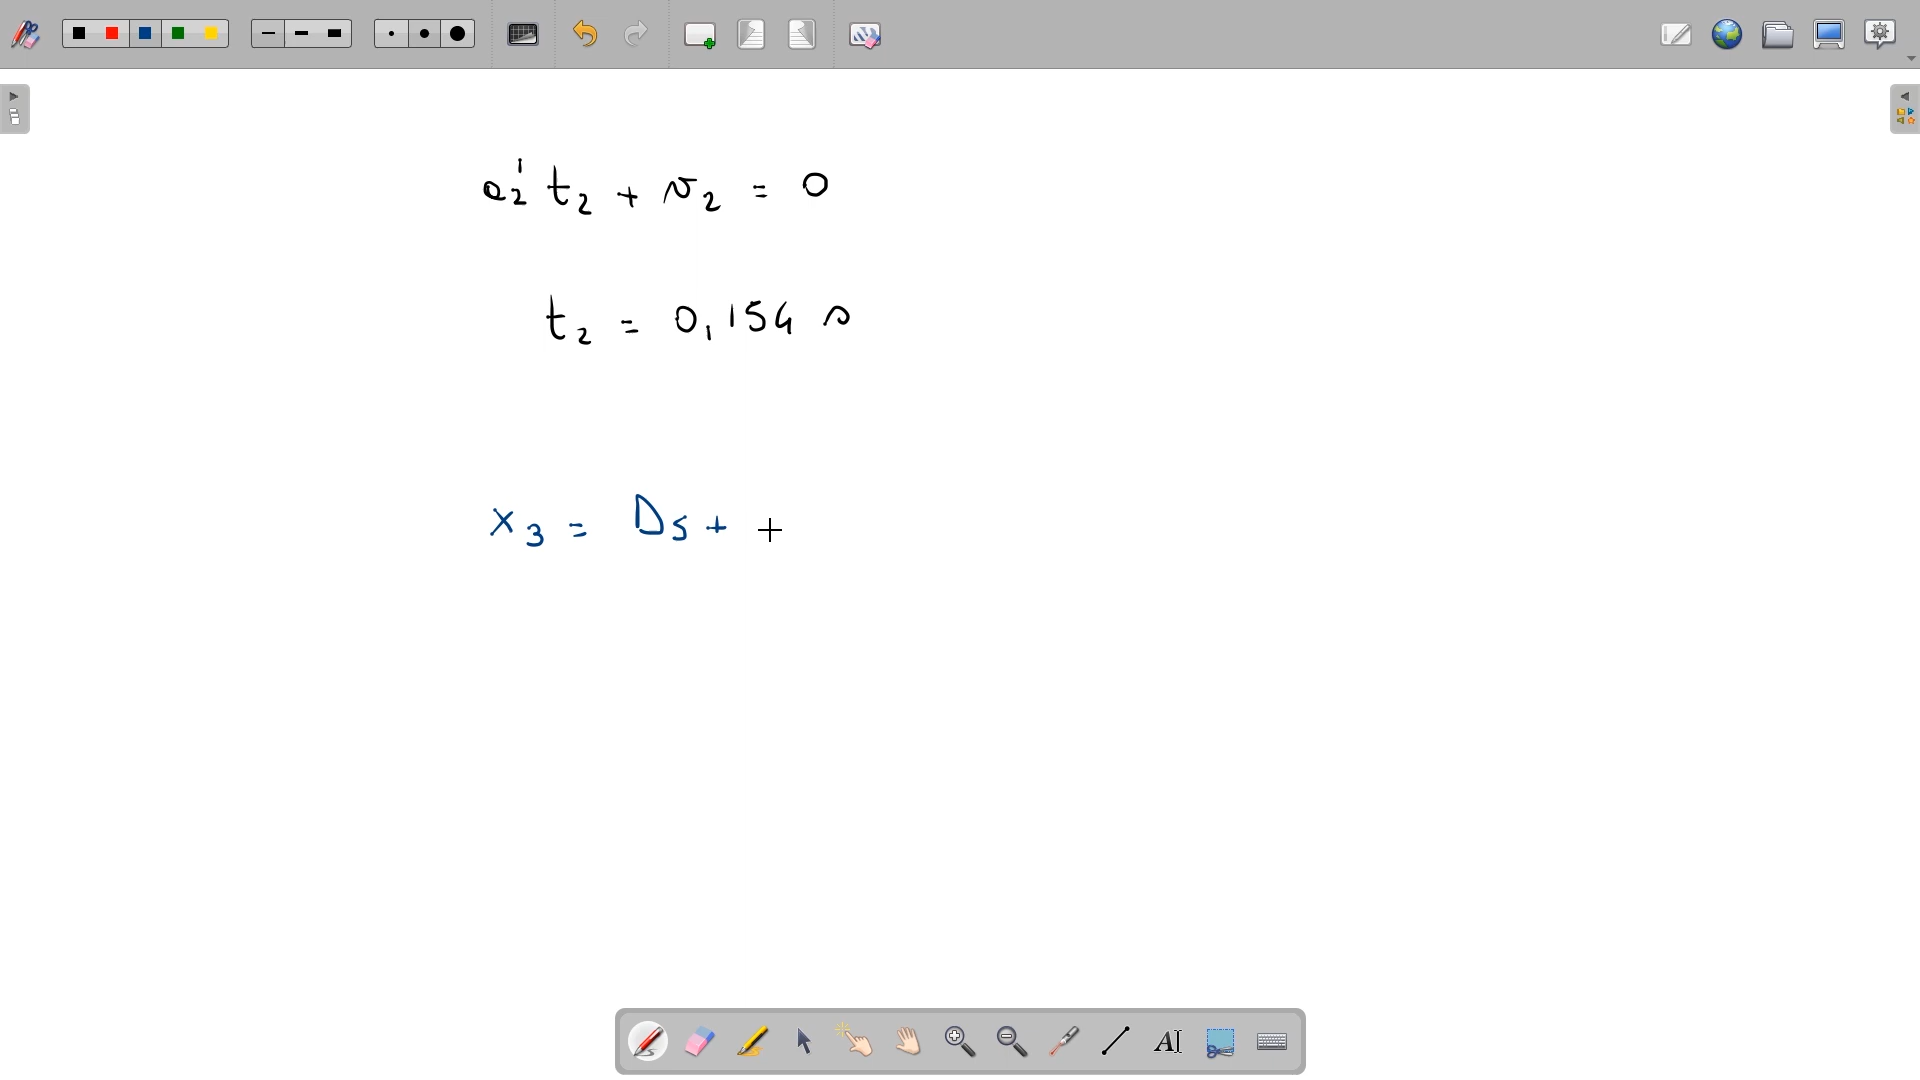 a₂' t₂ + v₂ = 0
t₂ = 0,154 s
x₃ = D₅ +